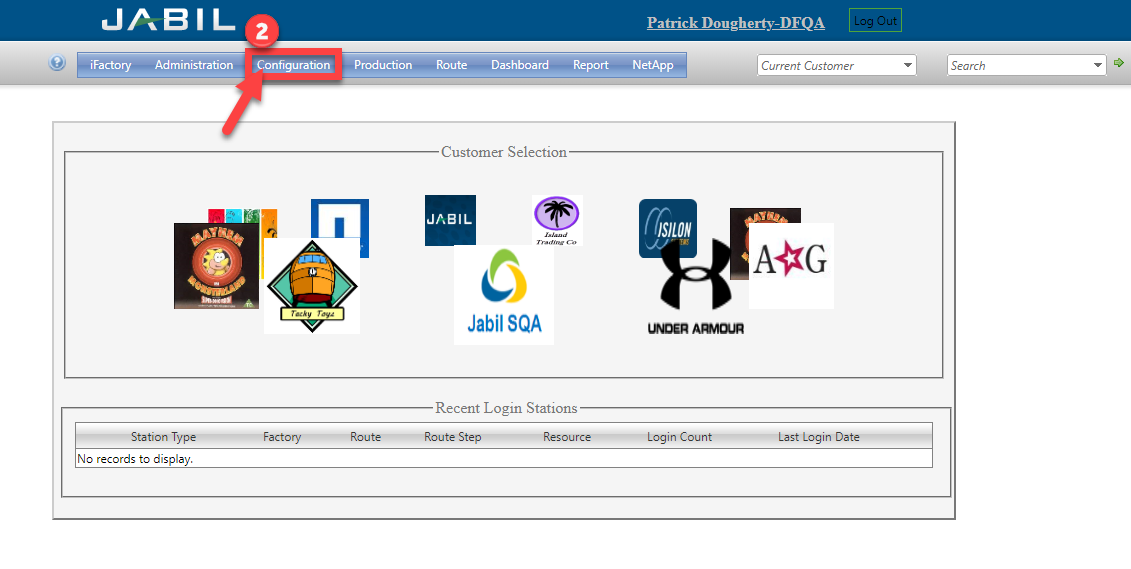 JABIL
Patrick Dougherty-DFQA
Log Out
2
?
iFactory Administration Configuration Production Route Dashboard Report NetApp
Current Customer
Search
Customer Selection
MAYHEM
IN
MONSTERLAND
Tacky Toyz
JABIL
Island
Trading Co
Jabil SQA
ISILON
SYSTEMS
UNDER ARMOUR
MAYHEM
A G
Recent Login Stations
Station Type Factory Route Route Step Resource Login Count Last Login Date
No records to display.